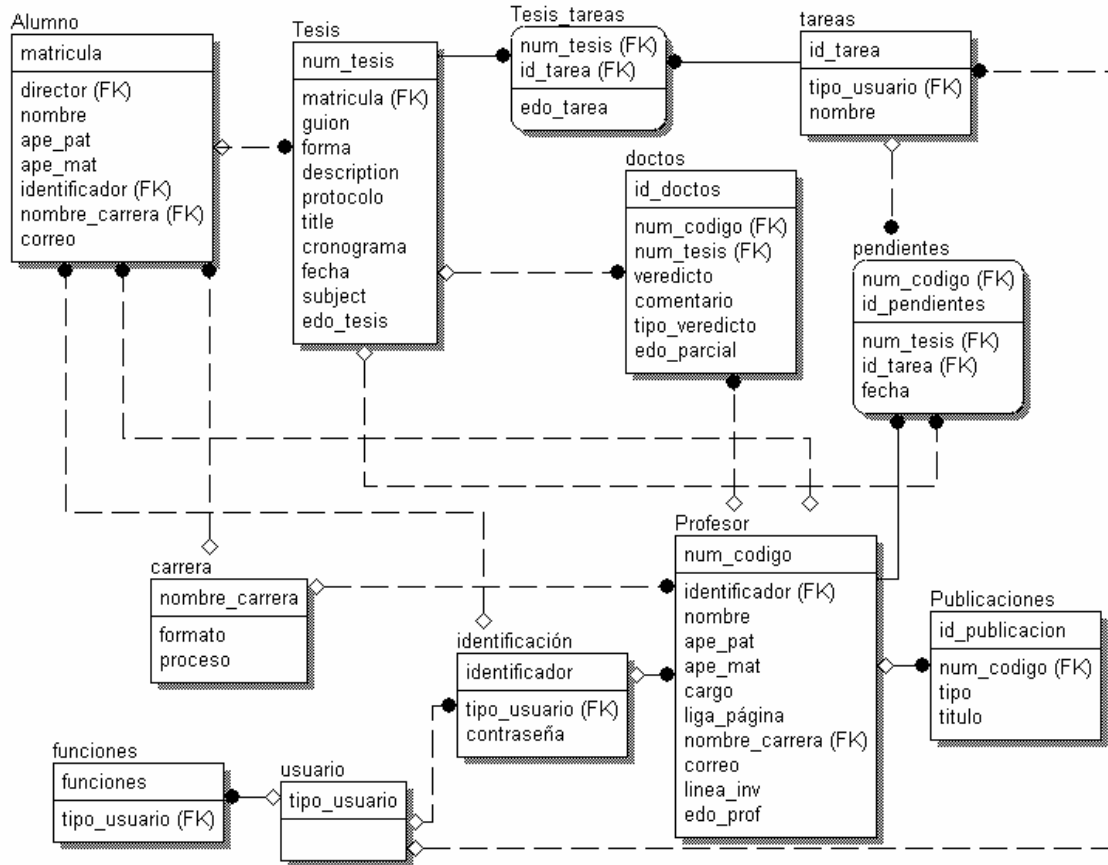 Alumno
matricula
director (FK)
nombre
ape_pat
ape_mat
identificador (FK)
nombre_carrera (FK)
correo
Tesis
num_tesis
matricula (FK)
guion
forma
description
protocolo
title
cronograma
fecha
subject
edo_tesis
Tesis_tareas
num_tesis (FK)
id_tarea (FK)
edo_tarea
tareas
id_tarea
tipo_usuario (FK)
nombre
doctos
id_doctos
num_codigo (FK)
num_tesis (FK)
veredicto
comentario
tipo_veredicto
edo_parcial
pendientes
num_codigo (FK)
id_pendientes
num_tesis (FK)
id_tarea (FK)
fecha
carrera
nombre_carrera
formato
proceso
identificación
identificador
tipo_usuario (FK)
contraseña
Profesor
num_codigo
identificador (FK)
nombre
ape_pat
ape_mat
cargo
liga_página
nombre_carrera (FK)
correo
linea_inv
edo_prof
Publicaciones
id_publicacion
num_codigo (FK)
tipo
titulo
funciones
funciones
tipo_usuario (FK)
usuario
tipo_usuario